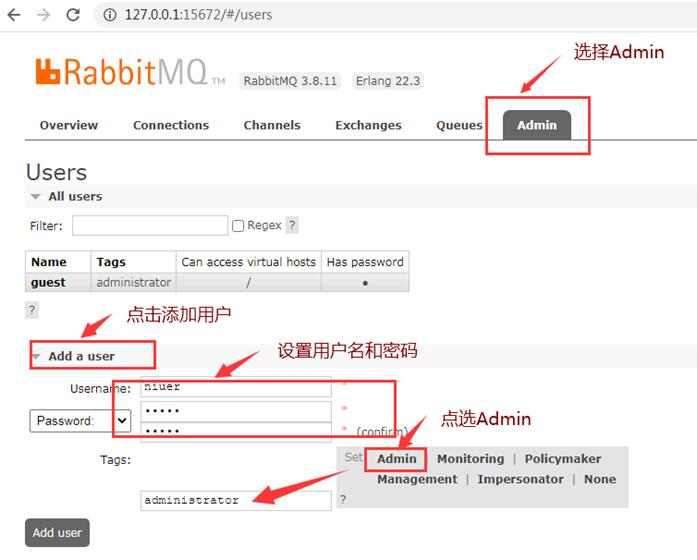 127.0.0.1:15672/#/users
选择Admin
RabbitMQ TM RabbitMQ 3.8.11 Erlang 22.3
Overview Connections Channels Exchanges Queues Admin
Users
All users
Filter: Regex ?
Name Tags Can access virtual hosts Has password
guest administrator / ●
?
点击添加用户
Add a user
设置用户名和密码
Username: niuer *
Password: ••••• *
••••• * (confirm)
点选Admin
Tags: Set Admin Monitoring | Policymaker
Management | Impersonator | None
administrator ?
Add user